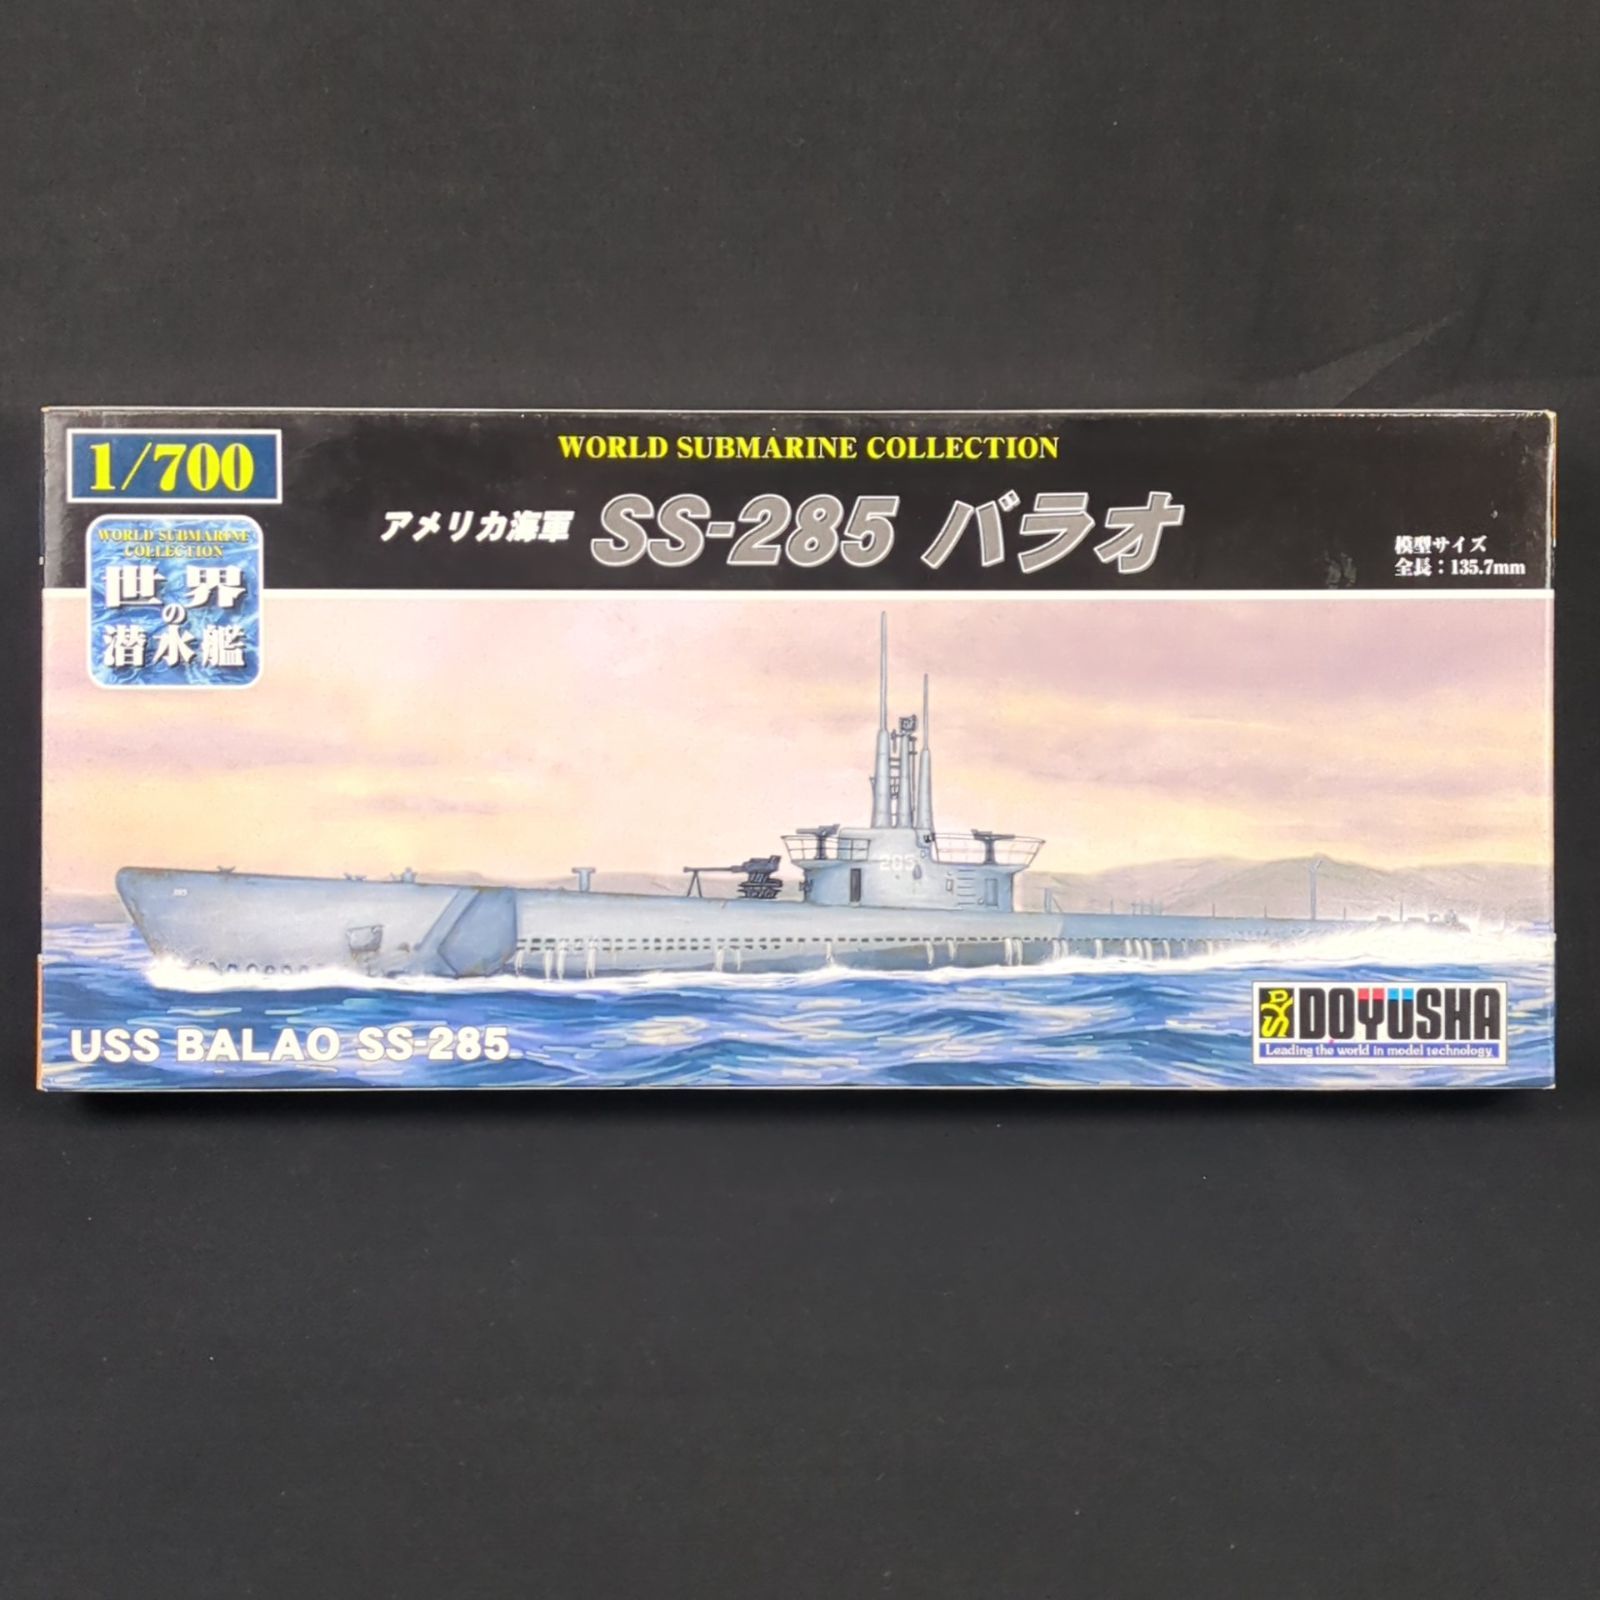 1/700
WORLD SUBMARINE COLLECTION
アメリカ海軍 SS-285 バラオ
模型サイズ
全長：135.7mm
WORLD SUBMARINE
COLLECTION
世界
の
潜水艦
285
285
USS BALAO SS-285
DOYUSHA
Leading the world in model technology.